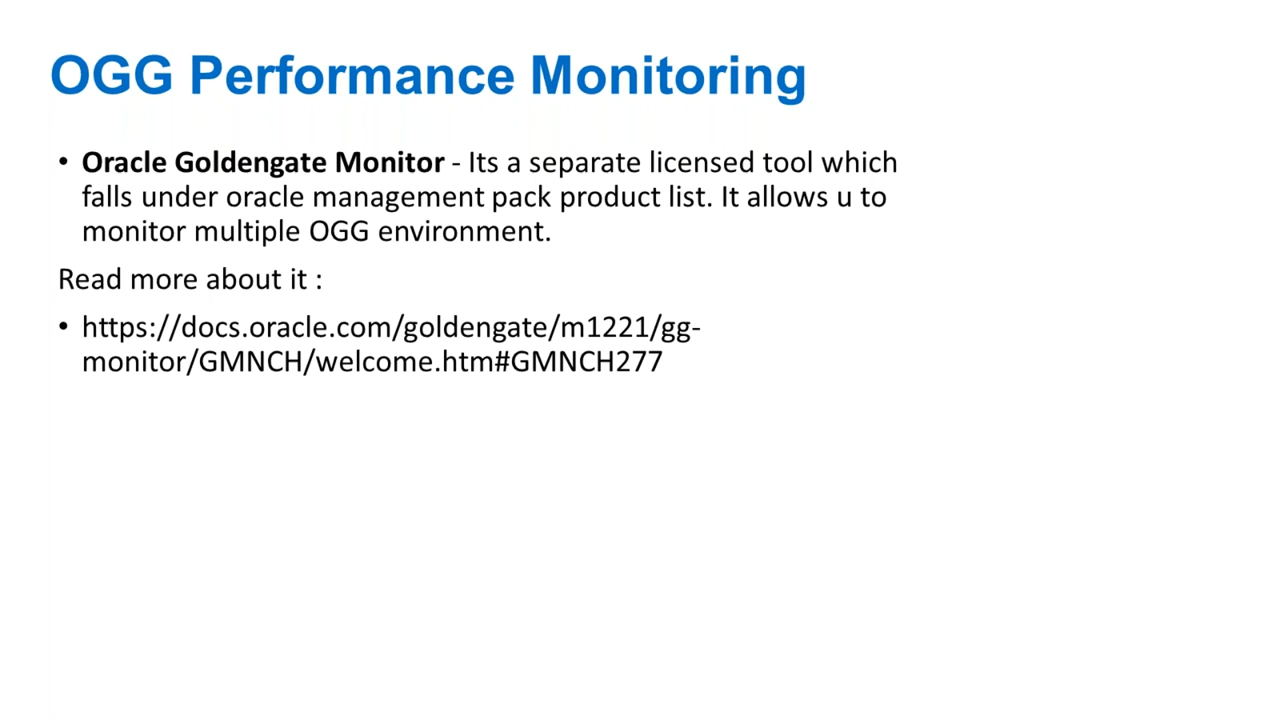 OGG Performance Monitoring
• Oracle Goldengate Monitor - Its a separate licensed tool which
falls under oracle management pack product list. It allows u to
monitor multiple OGG environment.
Read more about it :
• https://docs.oracle.com/goldengate/m1221/gg-
monitor/GMNCH/welcome.htm#GMNCH277